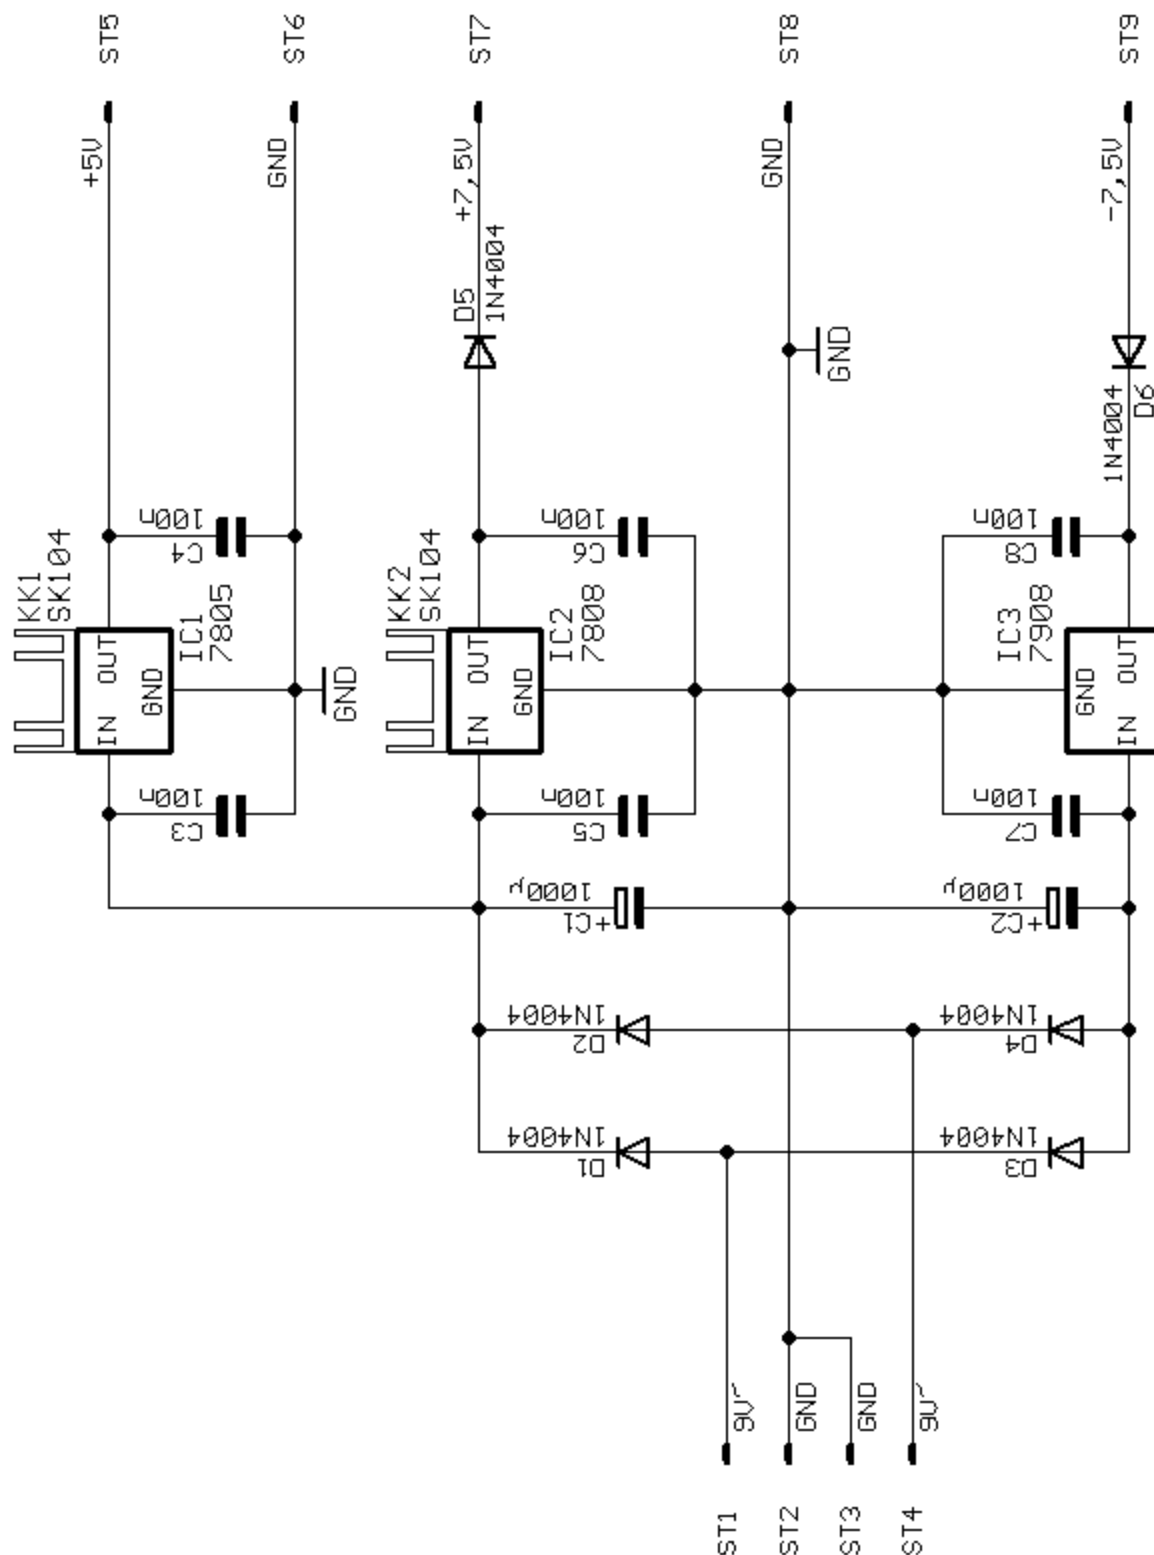 ST5
ST6
ST7
ST8
ST9
+5V
GND
+7,5V
GND
-7,5V
D5
1N4004
GND
1N4004
D6
100n
C4
100n
C6
100n
C8
KK1
SK104
KK2
SK104
IC1
7805
IC2
7808
IC3
7908
OUT
GND
IN
OUT
GND
IN
OUT
GND
IN
GND
100n
C3
100n
C5
100n
C7
1000µ
+C1
1000µ
+C2
1N4004
D2
1N4004
D4
1N4004
D1
1N4004
D3
9V~
GND
GND
9V~
ST1
ST2
ST3
ST4